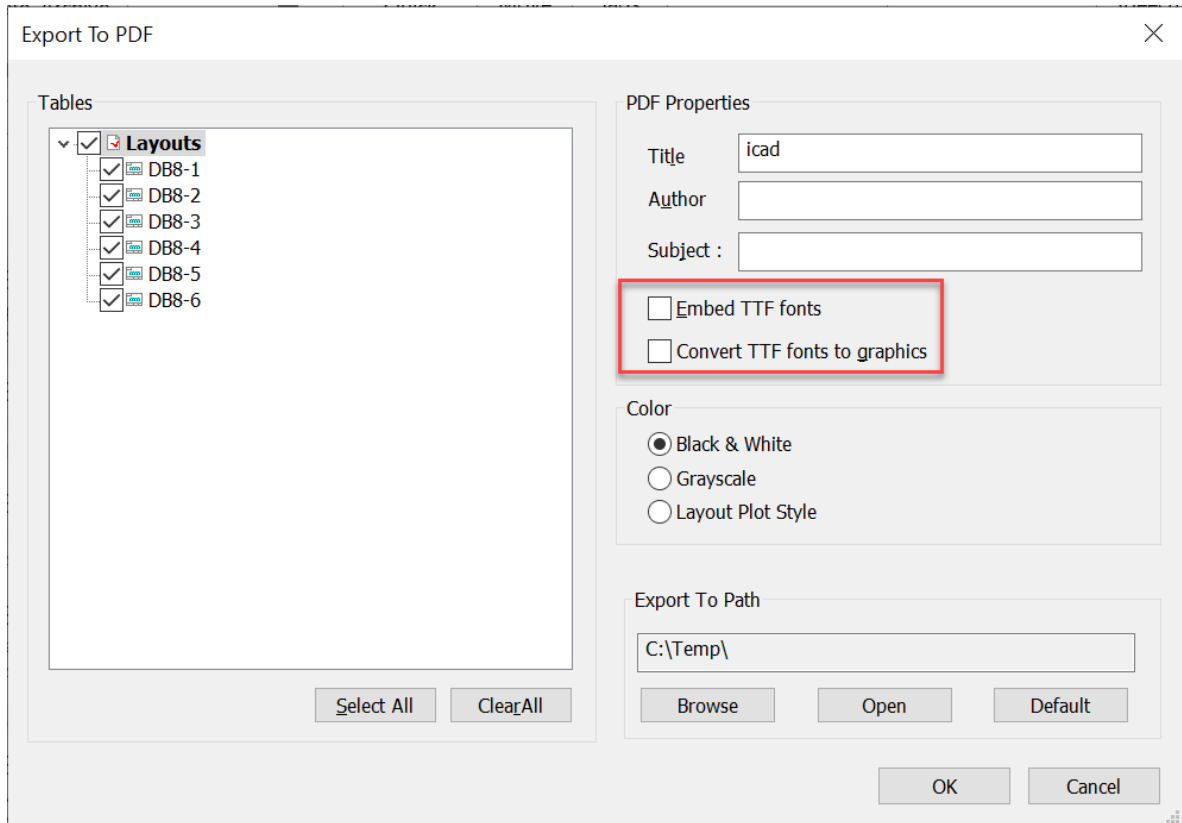 Export To PDF
Tables
Layouts
DB8-1
DB8-2
DB8-3
DB8-4
DB8-5
DB8-6
Select All
ClearAll
PDF Properties
Title
icad
Author
Subject :
Embed TTF fonts
Convert TTF fonts to graphics
Color
Black & White
Grayscale
Layout Plot Style
Export To Path
C:\Temp\
Browse
Open
Default
OK
Cancel